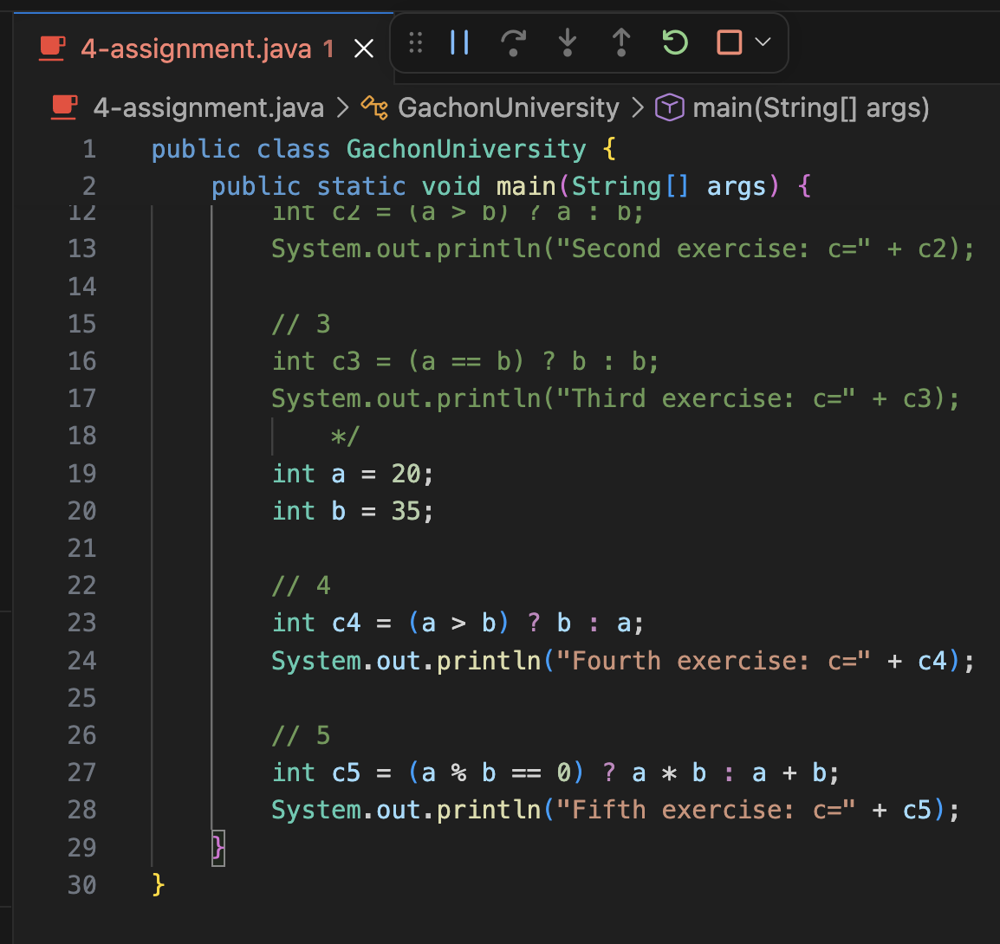 4-assignment.java 1
4-assignment.java > GachonUniversity > main(String[] args)
1 public class GachonUniversity {
2 public static void main(String[] args) {
12 int c2 = (a > b) ? a : b;
13 System.out.println("Second exercise: c=" + c2);
14
15 // 3
16 int c3 = (a == b) ? b : b;
17 System.out.println("Third exercise: c=" + c3);
18 */
19 int a = 20;
20 int b = 35;
21
22 // 4
23 int c4 = (a > b) ? b : a;
24 System.out.println("Fourth exercise: c=" + c4);
25
26 // 5
27 int c5 = (a % b == 0) ? a * b : a + b;
28 System.out.println("Fifth exercise: c=" + c5);
29 }
30 }